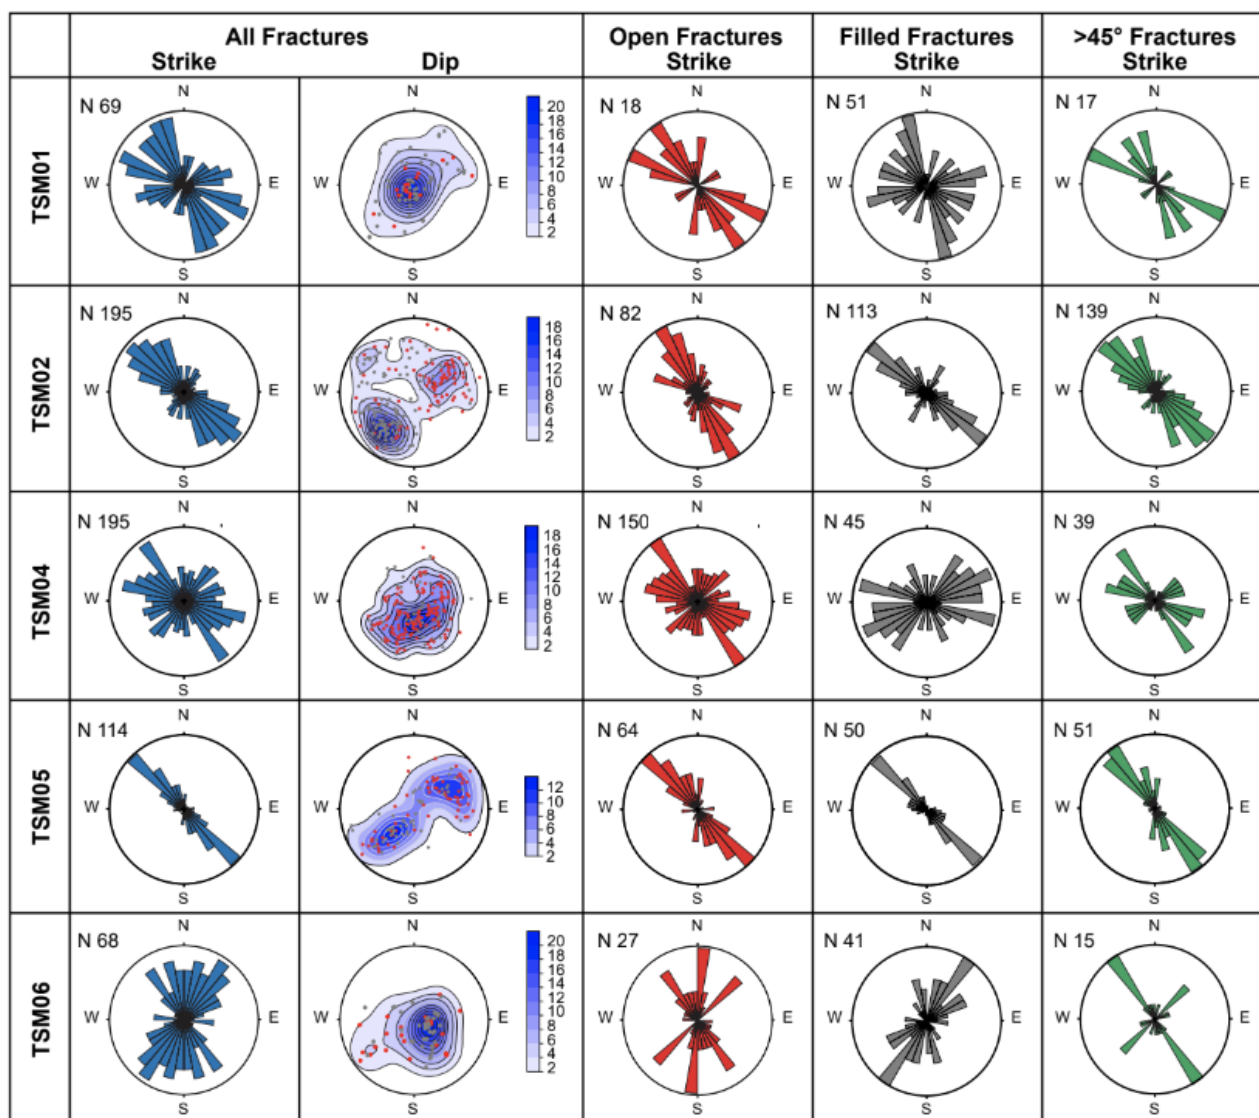 All Fractures Open Fractures Filled Fractures >45° Fractures
Strike Dip Strike Strike Strike
TSM01
N 69 N N N 18 N N 51 N N 17 N
20
18
16
14
12
10
8
6
4
2
W E W E W E W E W E
S S S S S
TSM02
N 195 N N N 82 N N 113 N N 139 N
18
16
14
12
10
8
6
4
2
W E W E W E W E W E
S S S S S
TSM04
N 195 N N N 150 N N 45 N N 39 N
18
16
14
12
10
8
6
4
2
W E W E W E W E W E
S S S S S
TSM05
N 114 N N N 64 N N 50 N N 51 N
12
10
8
6
4
2
W E W E W E W E W E
S S S S S
TSM06
N 68 N N N 27 N N 41 N N 15 N
20
18
16
14
12
10
8
6
4
2
W E W E W E W E W E
S S S S S